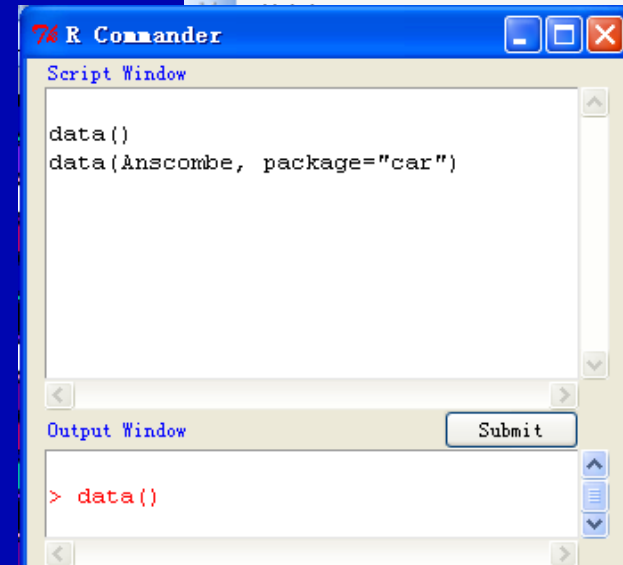 R Commander
Script Window
data()
data(Anscombe, package="car")
Output Window
Submit
> data()